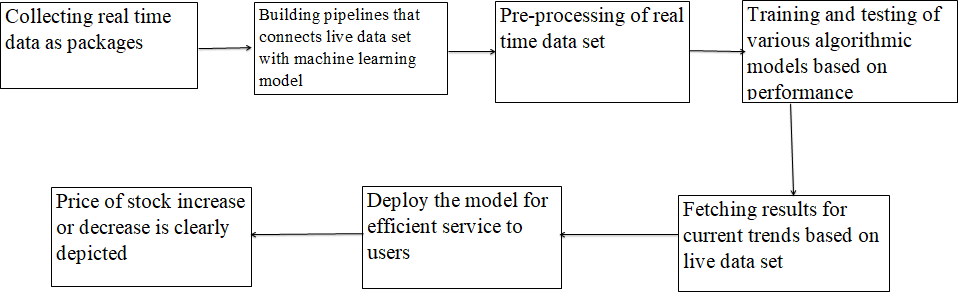 Collecting real time
data as packages
Building pipelines that
connects live data set
with machine learning
model
Pre-processing of real
time data set
Training and testing of
various algorithmic
models based on
performance
Fetching results for
current trends based on
live data set
Deploy the model for
efficient service to
users
Price of stock increase
or decrease is clearly
depicted